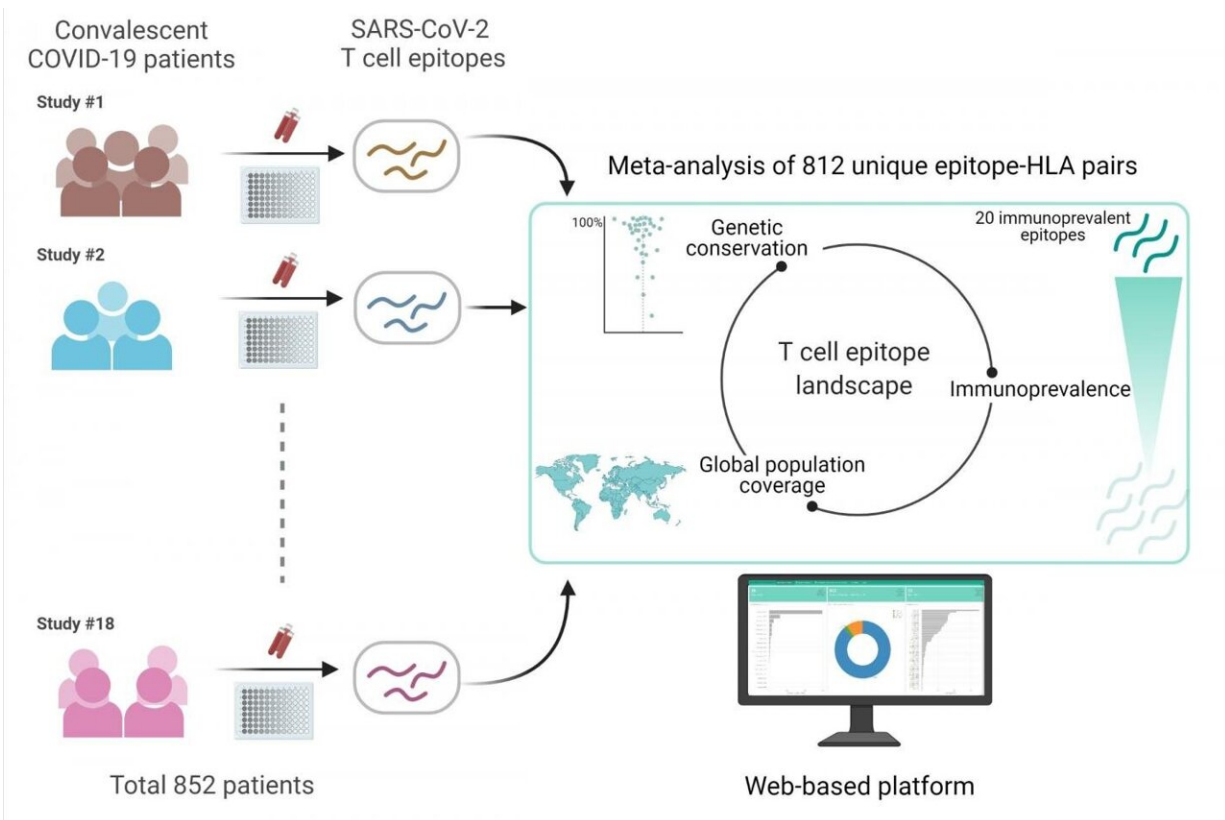 Convalescent
COVID-19 patients
SARS-CoV-2
T cell epitopes
Study #1
Study #2
Study #18
Total 852 patients
Meta-analysis of 812 unique epitope-HLA pairs
100%
Genetic
conservation
20 immunoprevalent
epitopes
T cell epitope
landscape
Immunoprevalence
Global population
coverage
Web-based platform